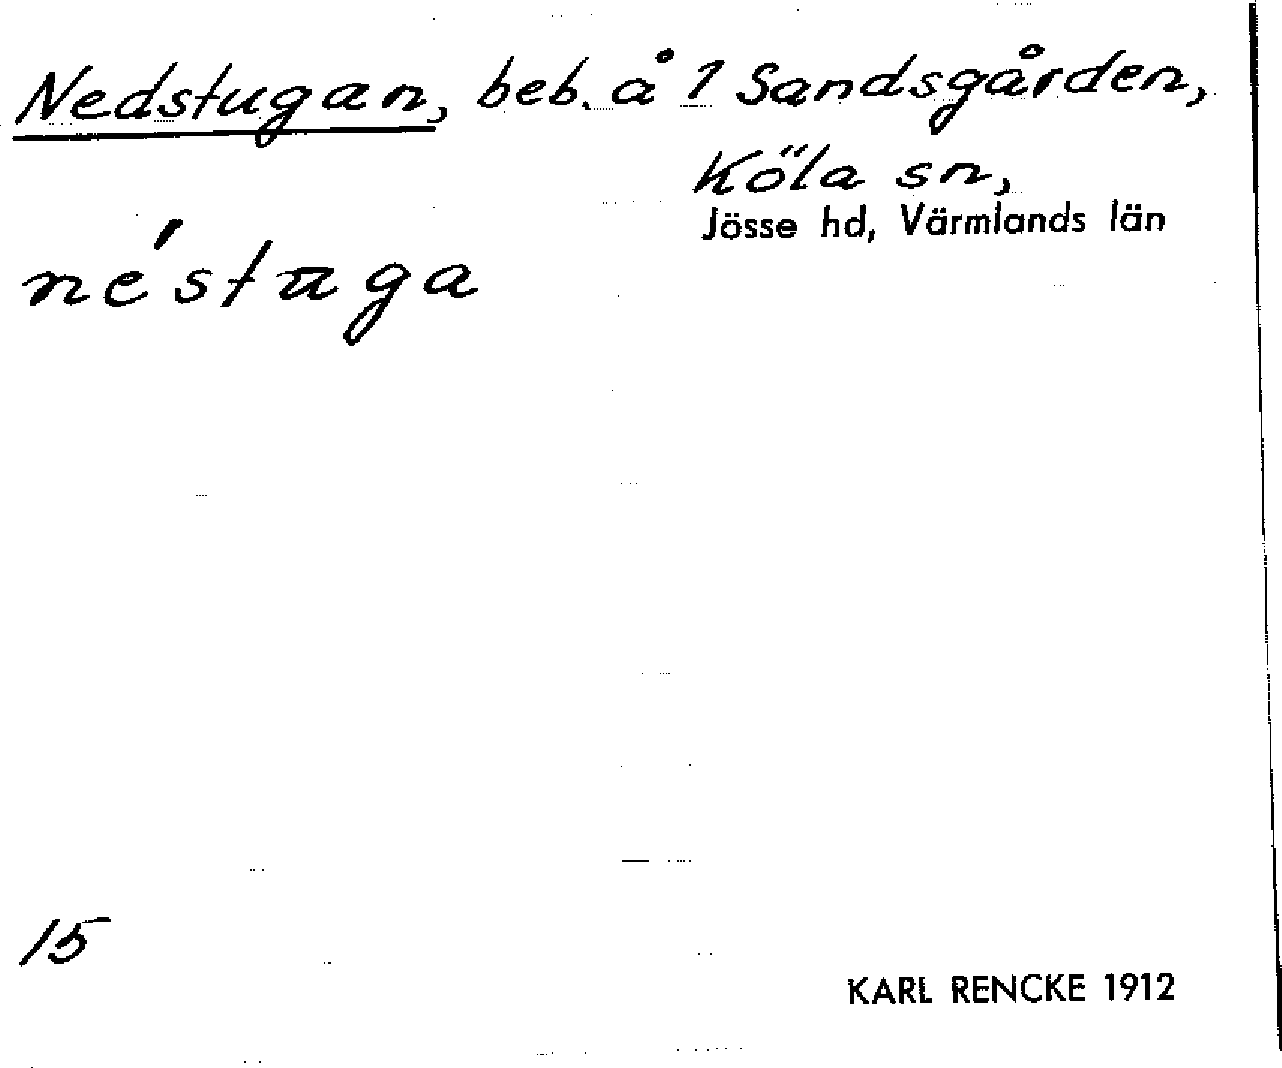 Nedstugan, beb. å 1 Sandsgården,
Köla sn,
Jösse hd, Värmlands län
néstuga
15
KARL RENCKE 1912